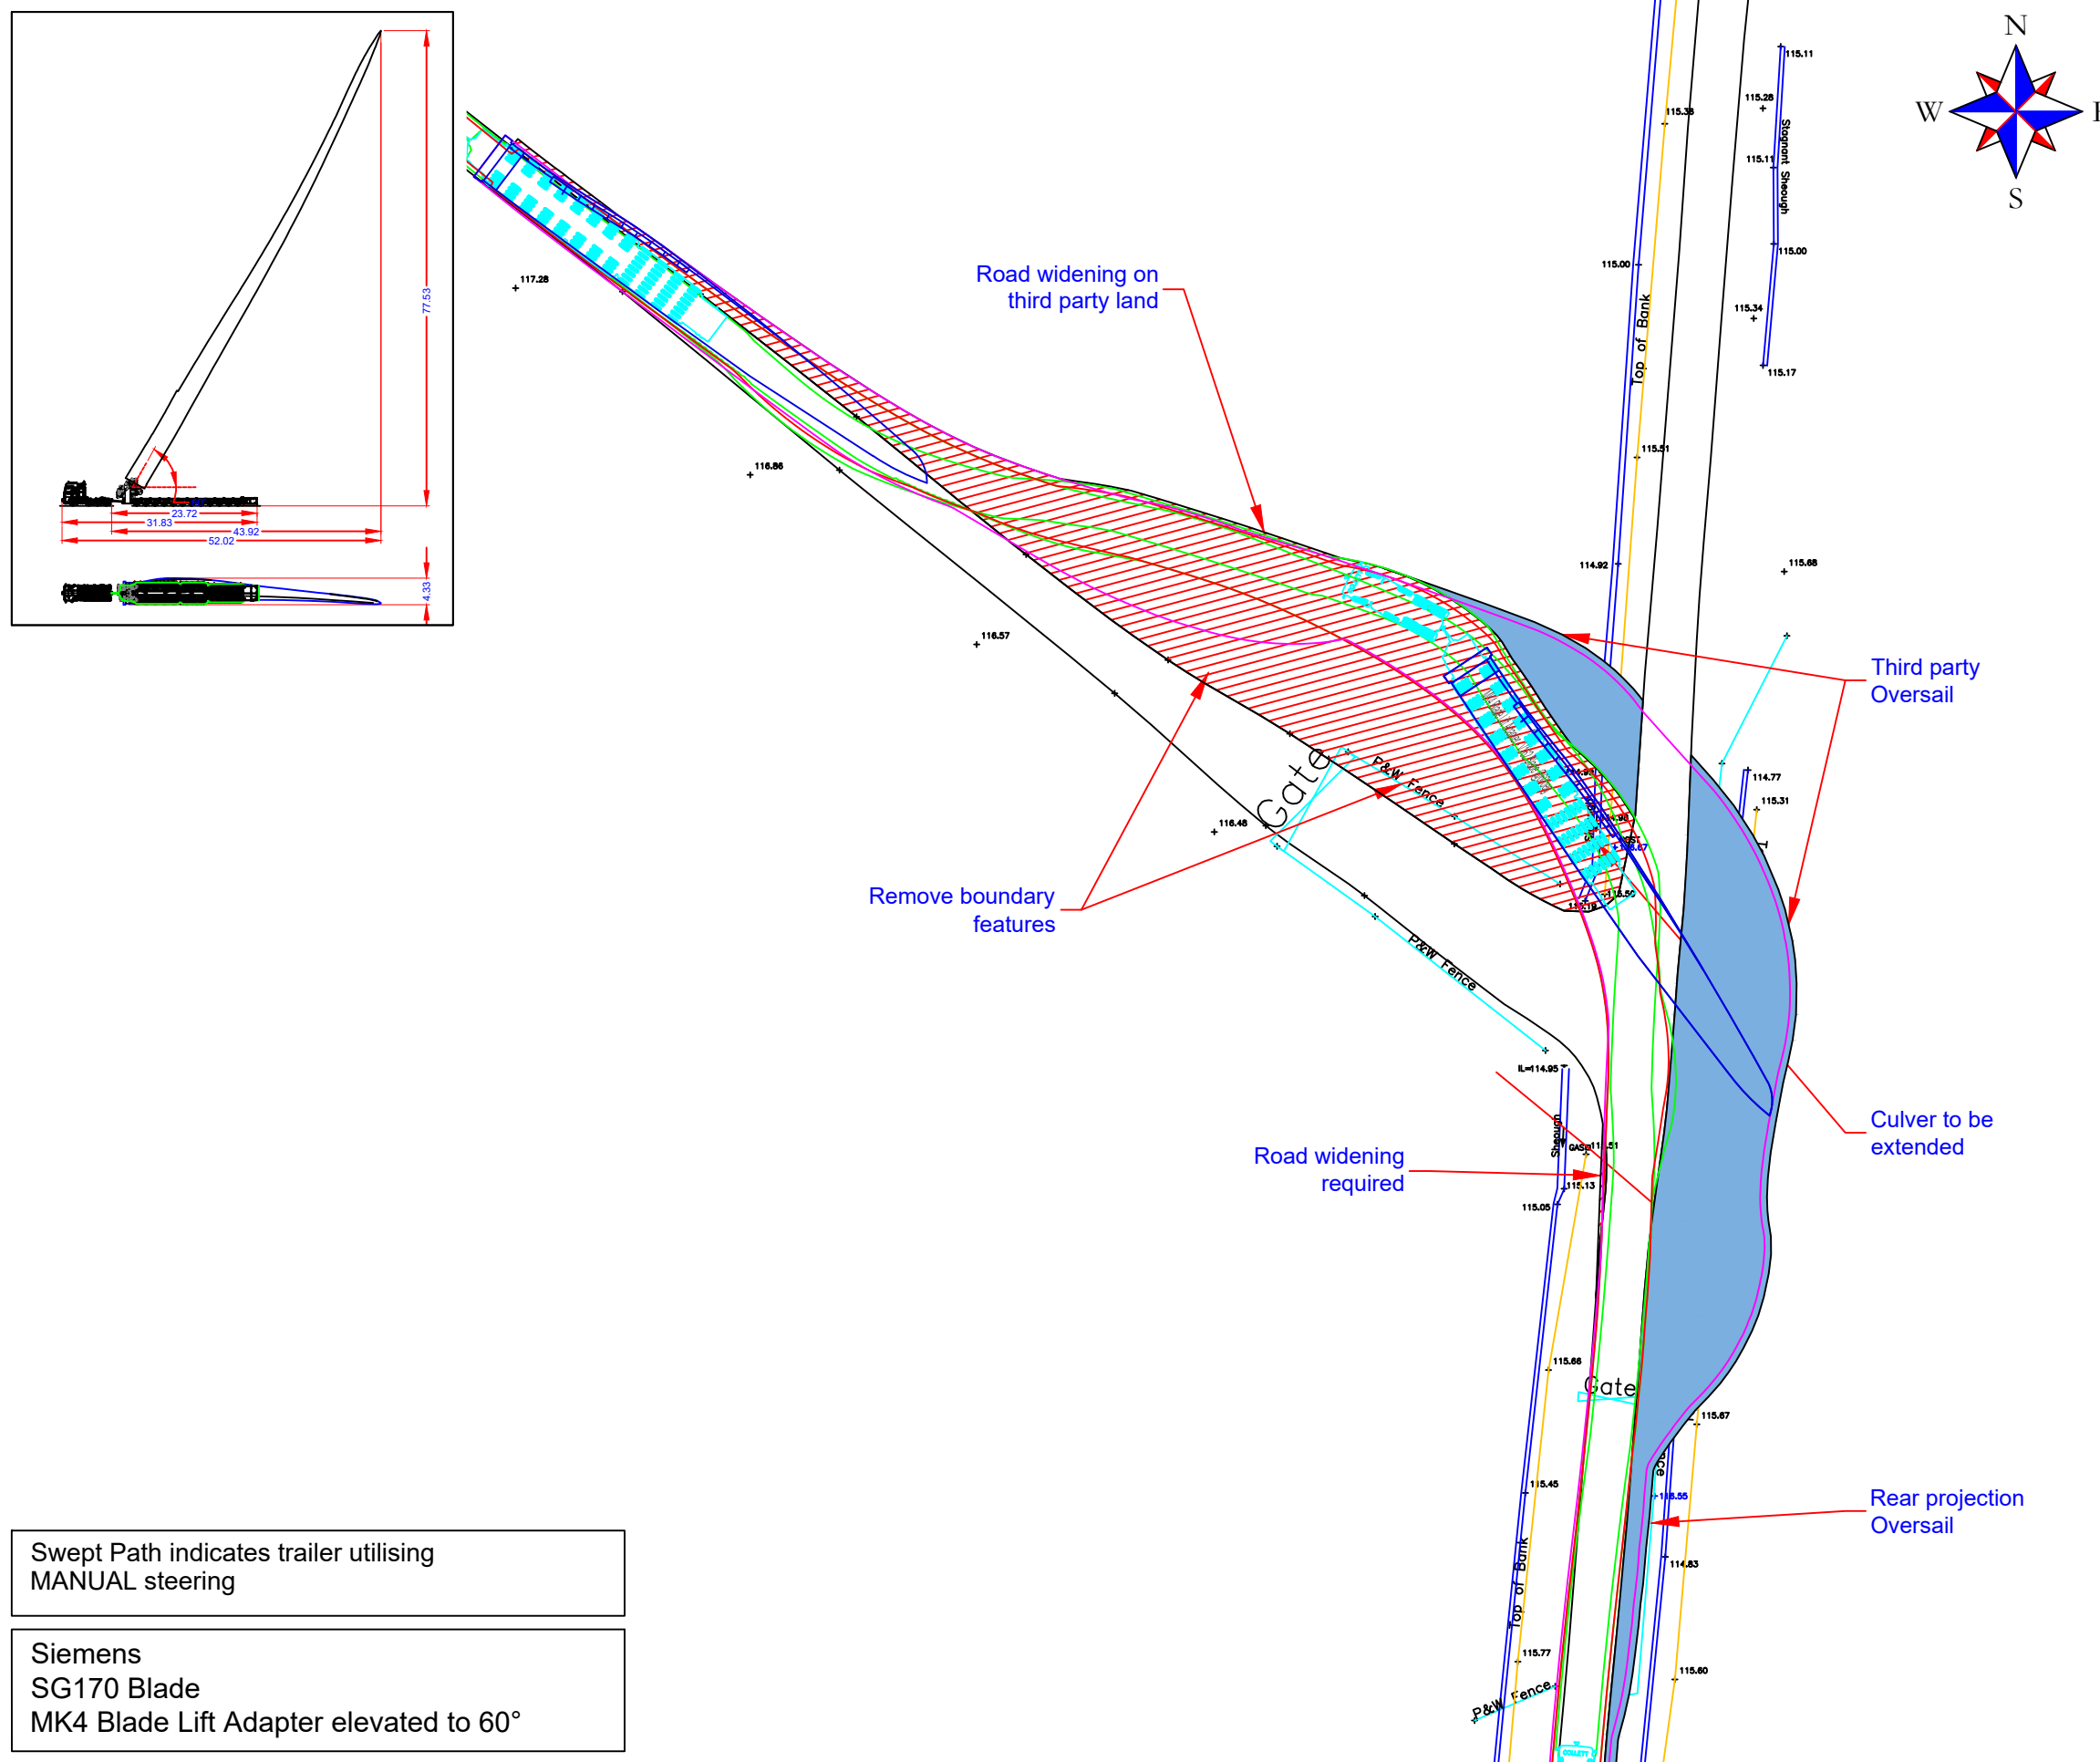 N
W
S
77.53
23.72
31.83
43.92
52.02
4.33
115.11
115.28
115.36
Stagnant Sheough
115.11
115.00
115.00
115.34
Top of Bank
115.17
115.51
114.92
115.68
117.28
116.86
116.57
116.48
Road widening on
third party land
Third party
Oversail
Gate
P&W Fence
114.77
115.31
115.50
Remove boundary
features
P&W Fence
IL=114.95
Sheough
115.13
115.05
Road widening
required
Culver to be
extended
115.66
Gate
115.67
115.45
Rear projection
Oversail
114.83
Top of Bank
115.77
115.60
P&W Fence
COLLETT
Swept Path indicates trailer utilising
MANUAL steering
Siemens
SG170 Blade
MK4 Blade Lift Adapter elevated to 60°